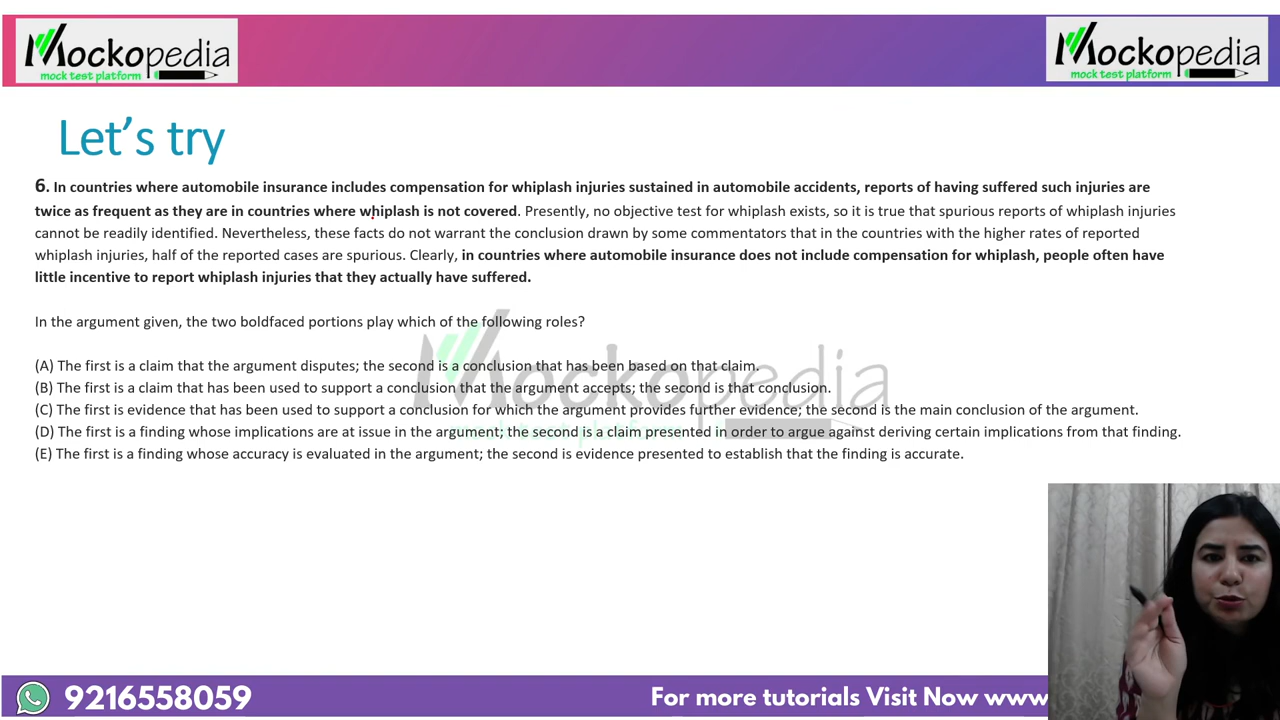 Mockopedia
mock test platform
Mockopedia
mock test platform
Let's try
6. In countries where automobile insurance includes compensation for whiplash injuries sustained in automobile accidents, reports of having suffered such injuries are
twice as frequent as they are in countries where whiplash is not covered. Presently, no objective test for whiplash exists, so it is true that spurious reports of whiplash injuries
cannot be readily identified. Nevertheless, these facts do not warrant the conclusion drawn by some commentators that in the countries with the higher rates of reported
whiplash injuries, half of the reported cases are spurious. Clearly, in countries where automobile insurance does not include compensation for whiplash, people often have
little incentive to report whiplash injuries that they actually have suffered.
In the argument given, the two boldfaced portions play which of the following roles?
(A) The first is a claim that the argument disputes; the second is a conclusion that has been based on that claim.
(B) The first is a claim that has been used to support a conclusion that the argument accepts; the second is that conclusion.
(C) The first is evidence that has been used to support a conclusion for which the argument provides further evidence; the second is the main conclusion of the argument.
(D) The first is a finding whose implications are at issue in the argument; the second is a claim presented in order to argue against deriving certain implications from that finding.
(E) The first is a finding whose accuracy is evaluated in the argument; the second is evidence presented to establish that the finding is accurate.
Mockopedia
9216558059
For more tutorials Visit Now www